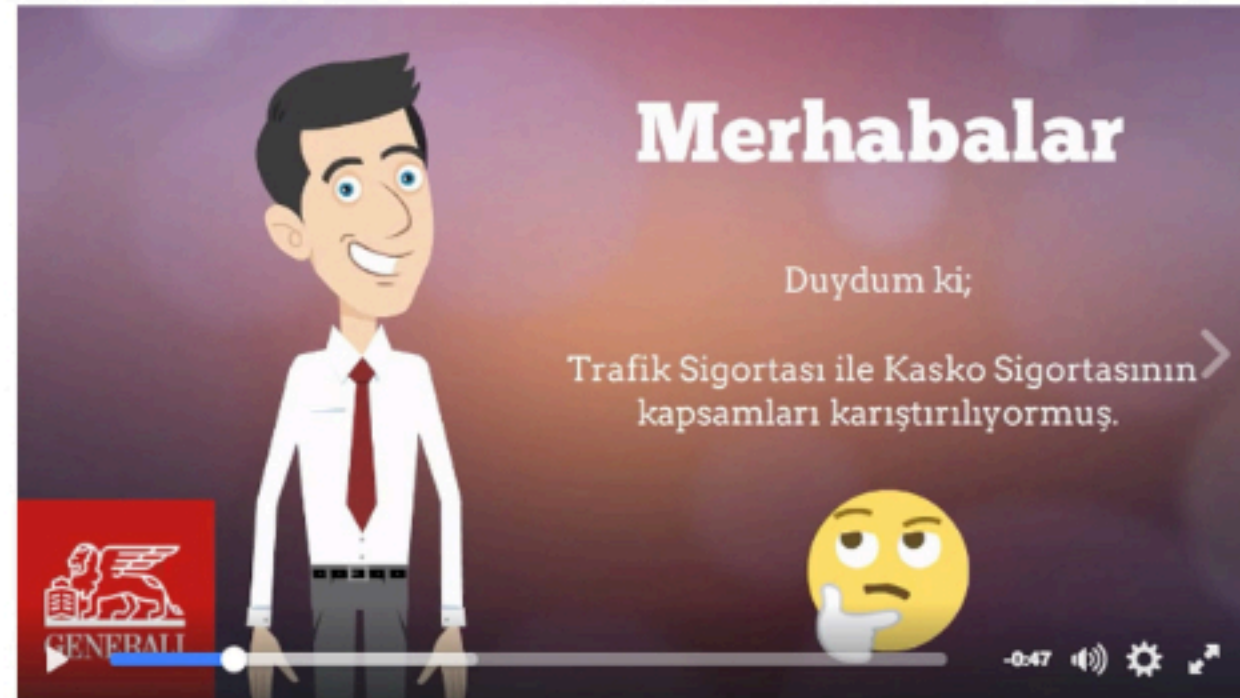 Merhabalar
Duydum ki;
Trafik Sigortası ile Kasko Sigortasının
kapsamları karıştırılıyormuş.
GENERALI
-0:47